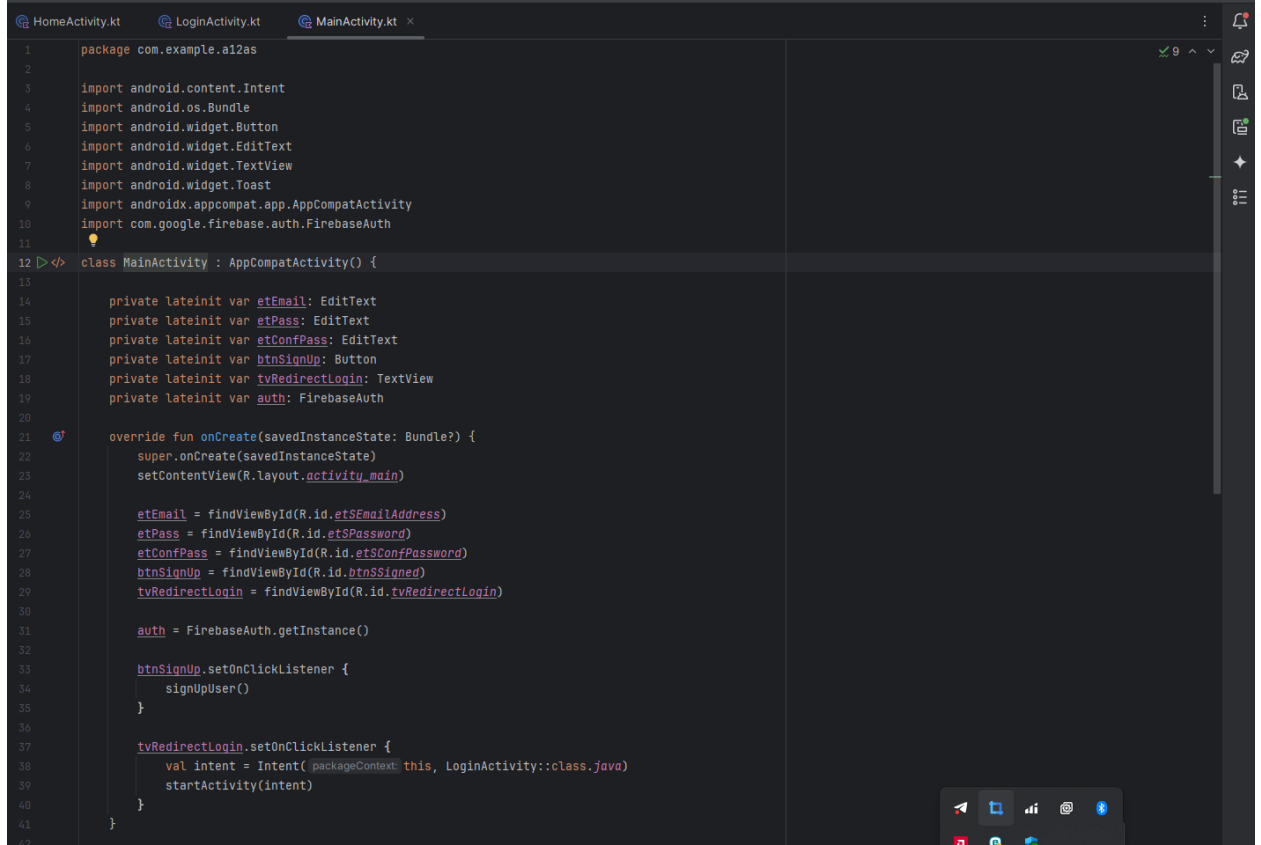 HomeActivity.kt LoginActivity.kt MainActivity.kt
9
1 package com.example.a12as
2
3 import android.content.Intent
4 import android.os.Bundle
5 import android.widget.Button
6 import android.widget.EditText
7 import android.widget.TextView
8 import android.widget.Toast
9 import androidx.appcompat.app.AppCompatActivity
10 import com.google.firebase.auth.FirebaseAuth
11
12 class MainActivity : AppCompatActivity() {
13
14 private lateinit var etEmail: EditText
15 private lateinit var etPass: EditText
16 private lateinit var etConfPass: EditText
17 private lateinit var btnSignUp: Button
18 private lateinit var tvRedirectLogin: TextView
19 private lateinit var auth: FirebaseAuth
20
21 override fun onCreate(savedInstanceState: Bundle?) {
22 super.onCreate(savedInstanceState)
23 setContentView(R.layout.activity_main)
24
25 etEmail = findViewById(R.id.etSEmailAddress)
26 etPass = findViewById(R.id.etSPassword)
27 etConfPass = findViewById(R.id.etSConfPassword)
28 btnSignUp = findViewById(R.id.btnSSigned)
29 tvRedirectLogin = findViewById(R.id.tvRedirectLogin)
30
31 auth = FirebaseAuth.getInstance()
32
33 btnSignUp.setOnClickListener {
34 signUpUser()
35 }
36
37 tvRedirectLogin.setOnClickListener {
38 val intent = Intent( packageContext: this, LoginActivity::class.java)
39 startActivity(intent)
40 }
41 }
42